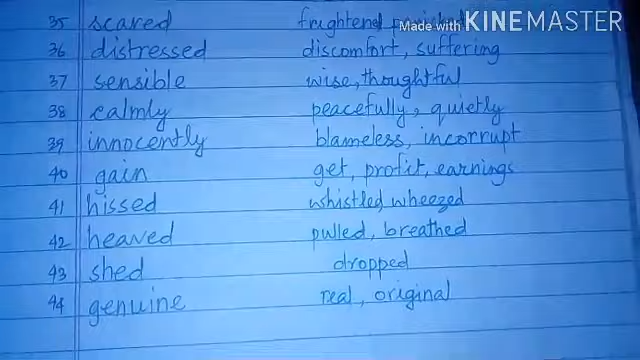 35 scared frightened
Made with KINEMASTER
36 distressed discomfort, suffering
37 sensible wise, thoughtful
38 calmly peacefully, quietly
39 innocently blameless, incorrupt
40 gain get, profit, earnings
41 hissed whistled, wheezed
42 heaved pulled, breathed
43 shed dropped
44 genuine real, original